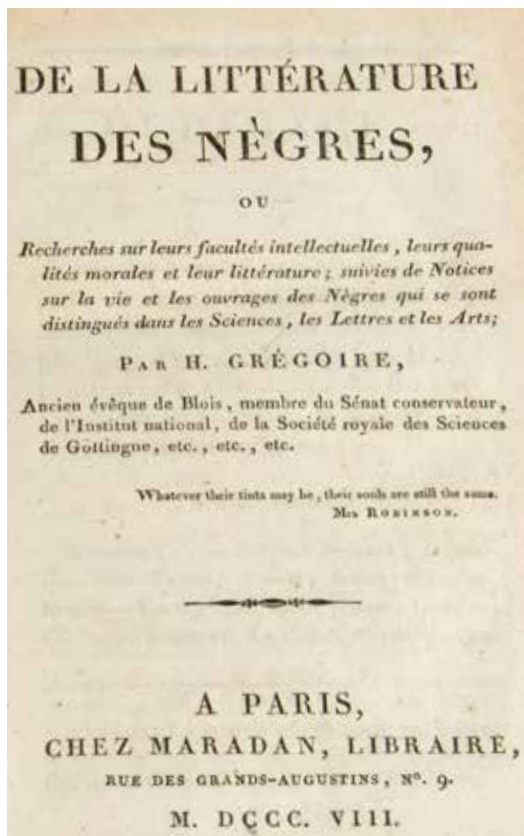 DE LA LITTÉRATURE
DES NÈGRES,
OU
Recherches sur leurs facultés intellectuelles, leurs qua-
lités morales et leur littérature; suivies de Notices
sur la vie et les ouvrages des Nègres qui se sont
distingués dans les Sciences, les Lettres et les Arts;
PAR H. GRÉGOIRE,
Ancien évêque de Blois, membre du Sénat conservateur,
de l'Institut national, de la Société royale des Sciences
de Gottingue, etc., etc., etc.
Whatever their tints may be, their souls are still the same.
Mrs ROBINSON.
A PARIS,
CHEZ MARADAN, LIBRAIRE,
RUE DES GRANDS-AUGUSTINS, N°. 9.
M. DCCC. VIII.